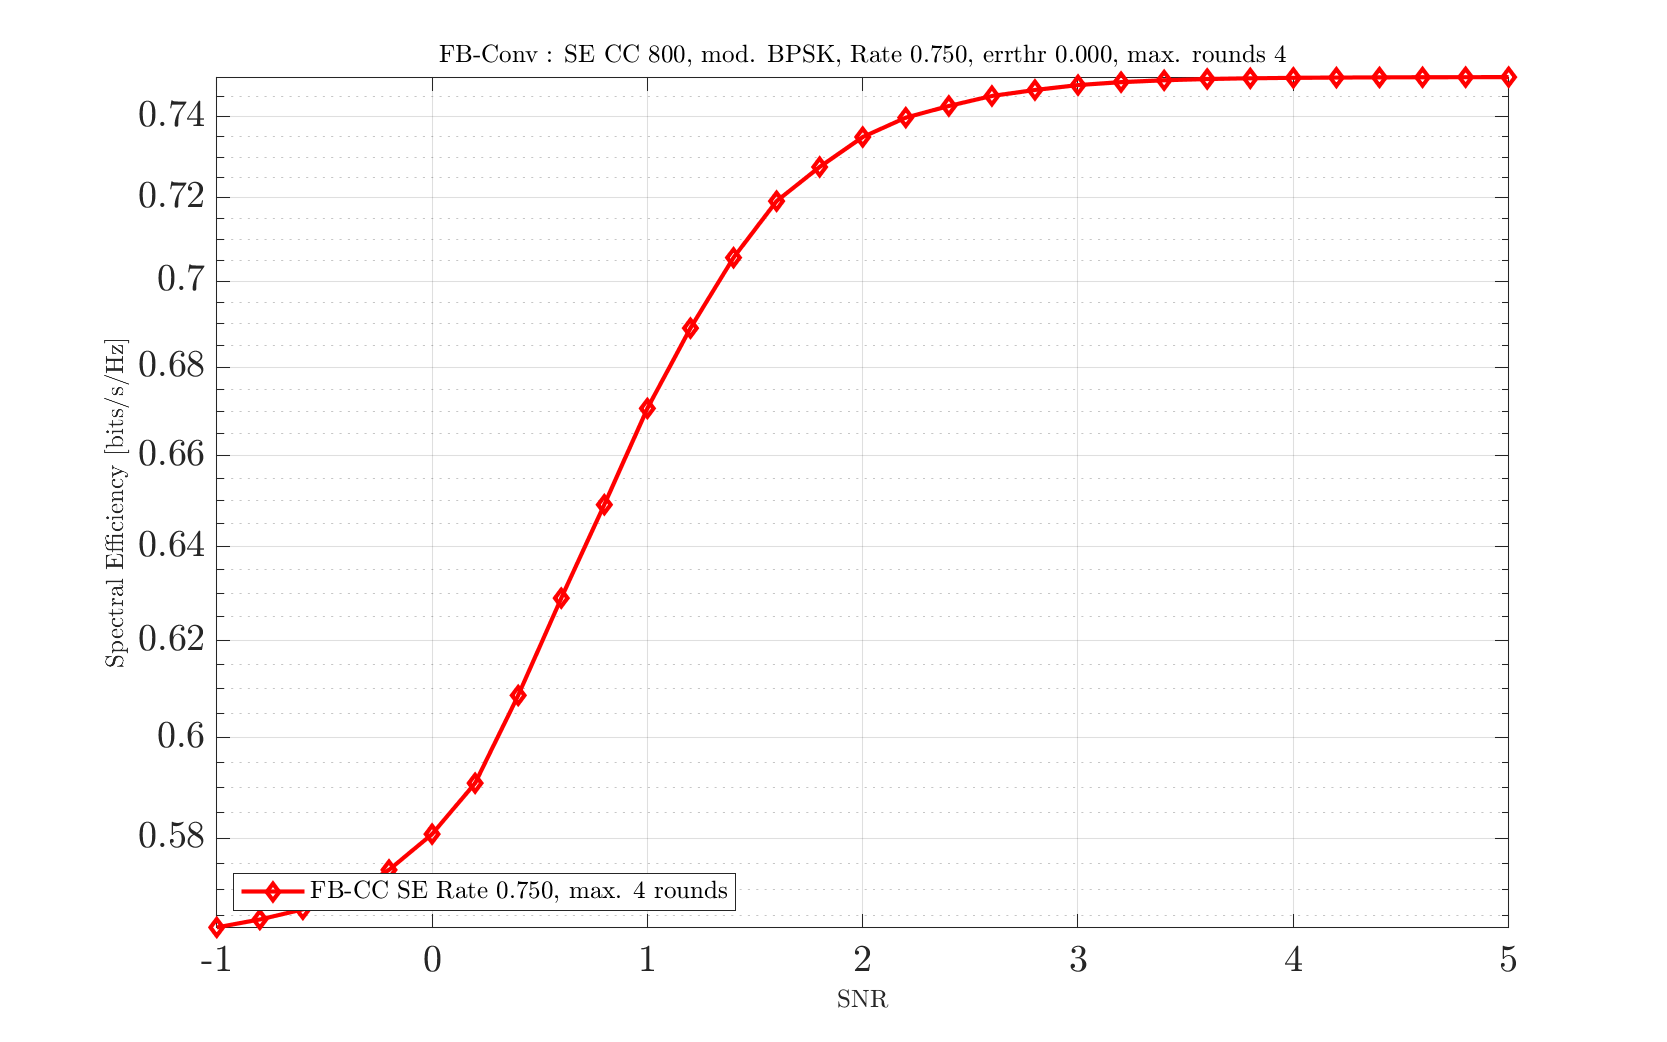 FB-Conv : SE CC 800, mod. BPSK, Rate 0.750, errthr 0.000, max. rounds 4
0.74
0.72
0.7
0.68
0.66
0.64
0.62
0.6
0.58
Spectral Efficiency [bits/s/Hz]
FB-CC SE Rate 0.750, max. 4 rounds
-1 0 1 2 3 4 5
SNR